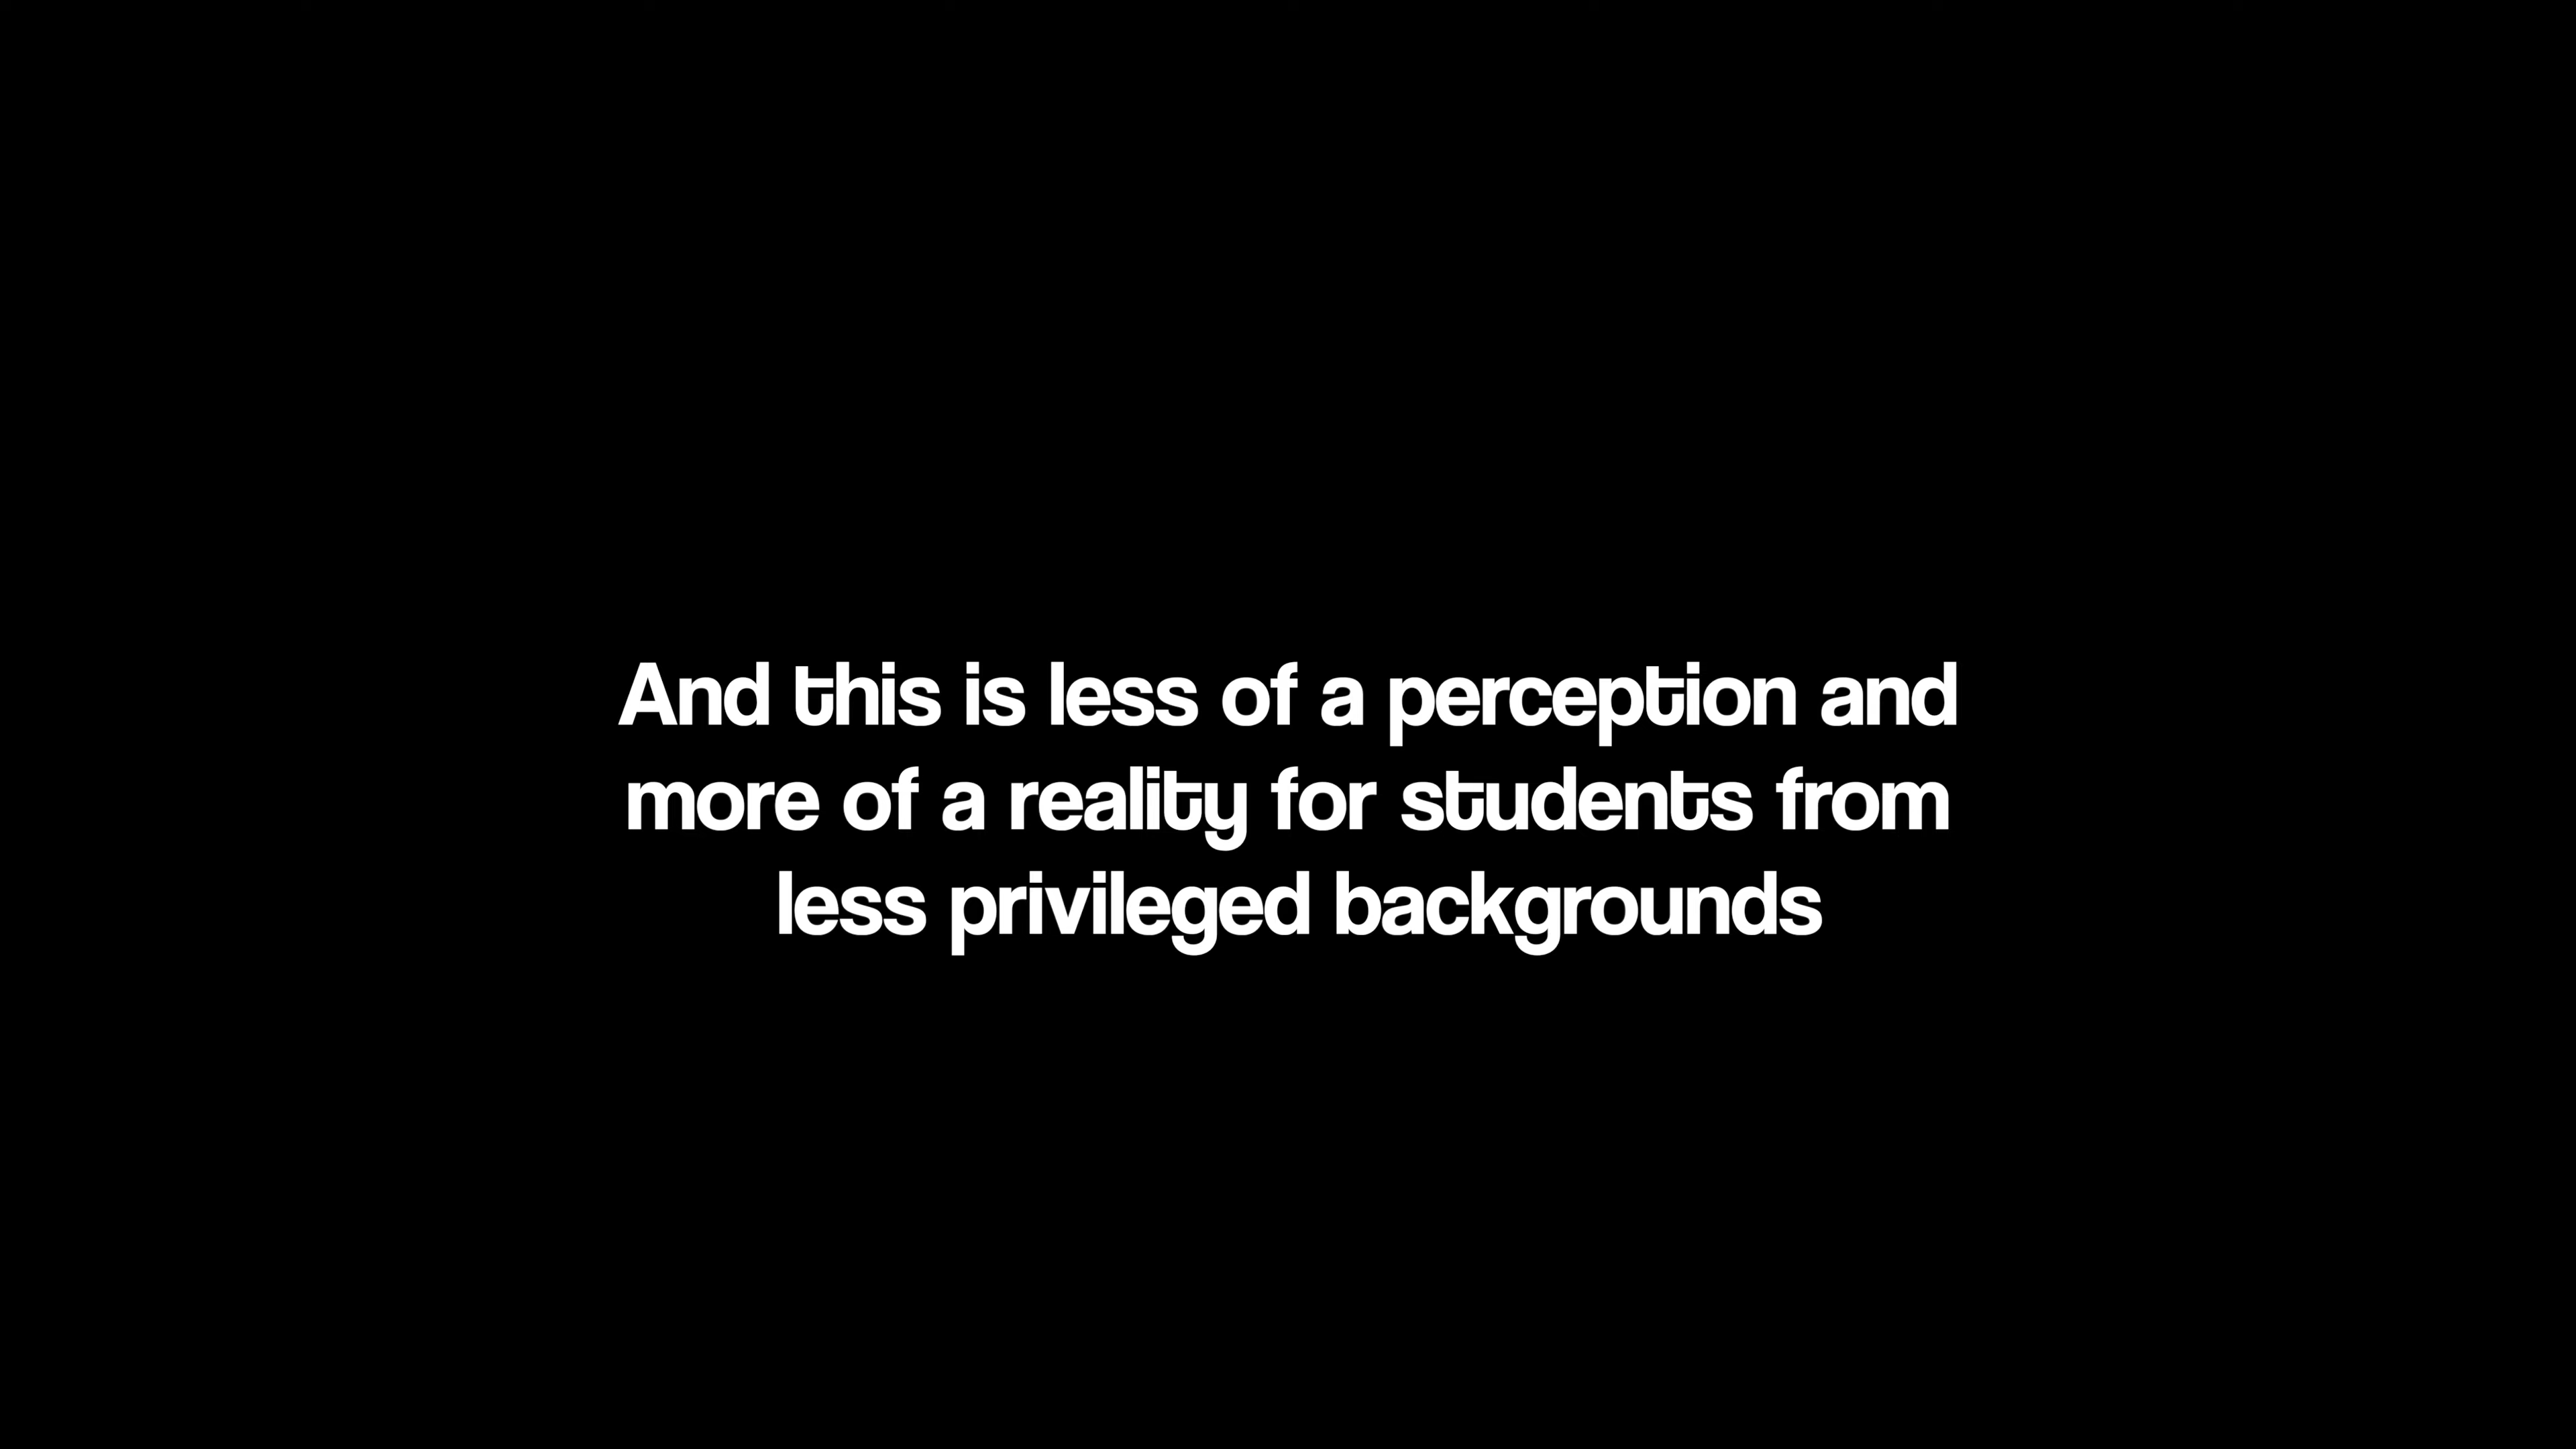 And this is less of a perception and
more of a reality for students from
less privileged backgrounds